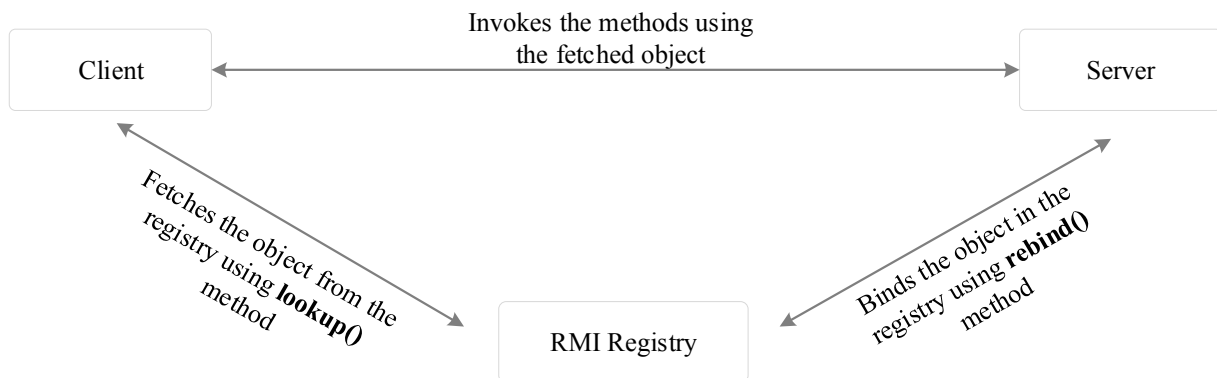 Invokes the methods using
the fetched object
Client
Server
Fetches the object from the
registry using lookup()
method
Binds the object in the
registry using rebind()
method
RMI Registry